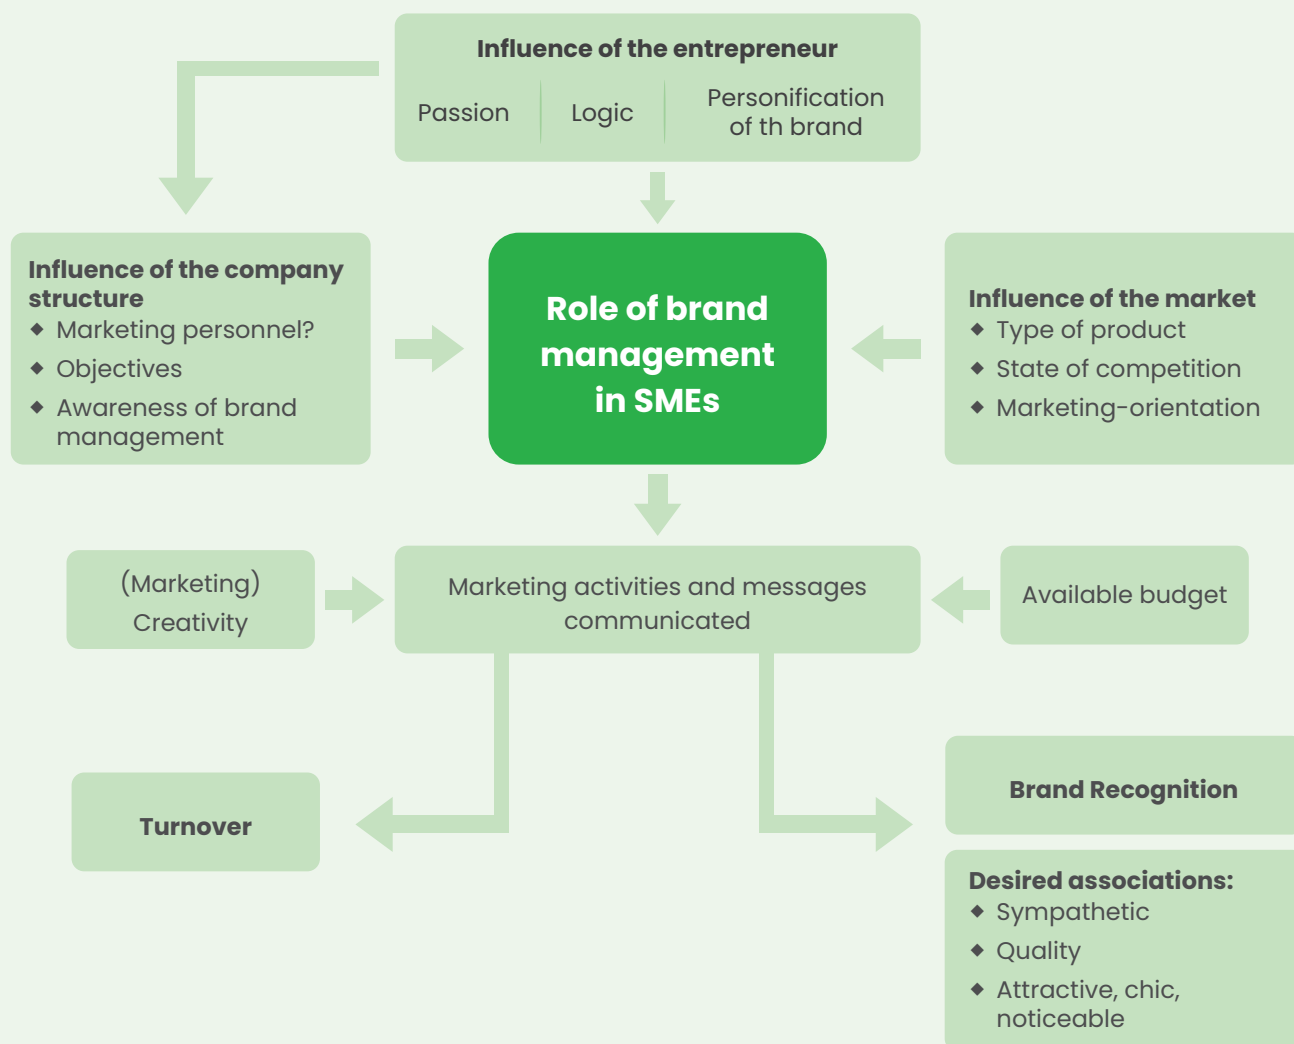 Influence of the entrepreneur
Passion
Logic
Personification
of th brand
Influence of the company
structure
Marketing personnel?
Objectives
Awareness of brand
management
Role of brand
management
in SMEs
Influence of the market
Type of product
State of competition
Marketing-orientation
(Marketing)
Creativity
Marketing activities and messages
communicated
Available budget
Turnover
Brand Recognition
Desired associations:
Sympathetic
Quality
Attractive, chic,
noticeable